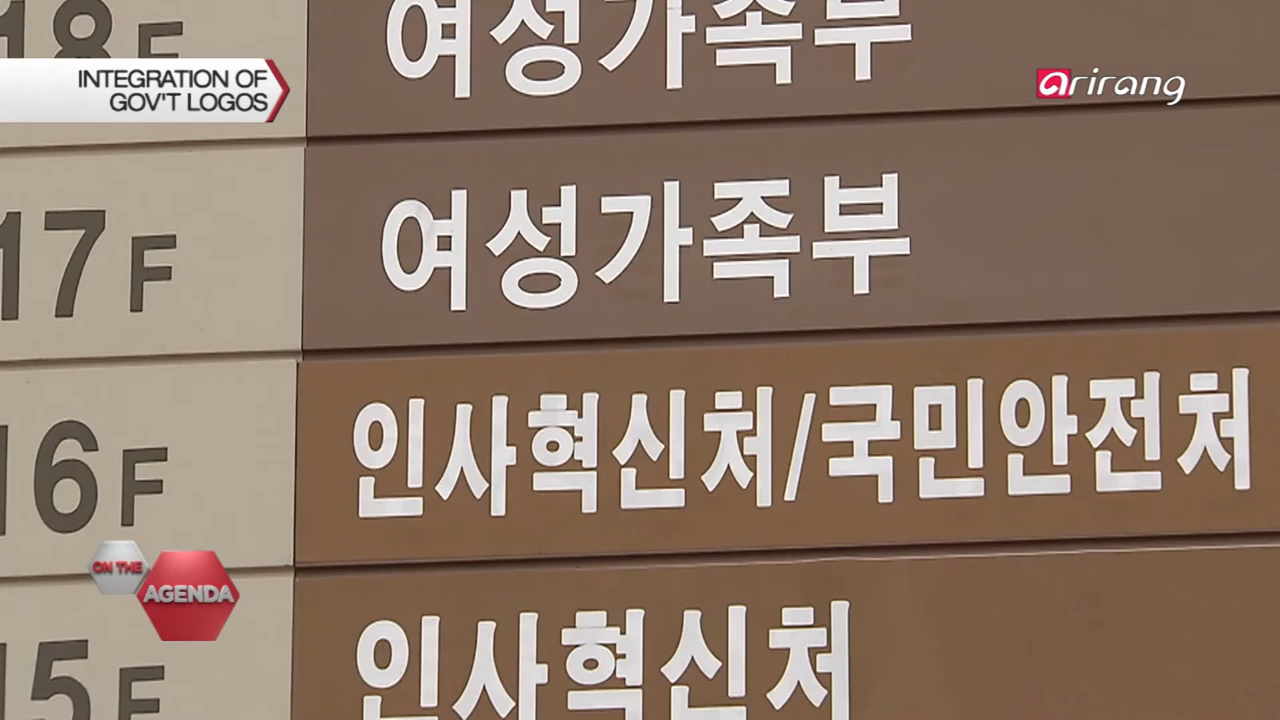 18F 여성가족부
INTEGRATION OF
GOV'T LOGOS
arirang
17F 여성가족부
16F 인사혁신처/국민안전처
ON THE
AGENDA
15F 인사혁신처